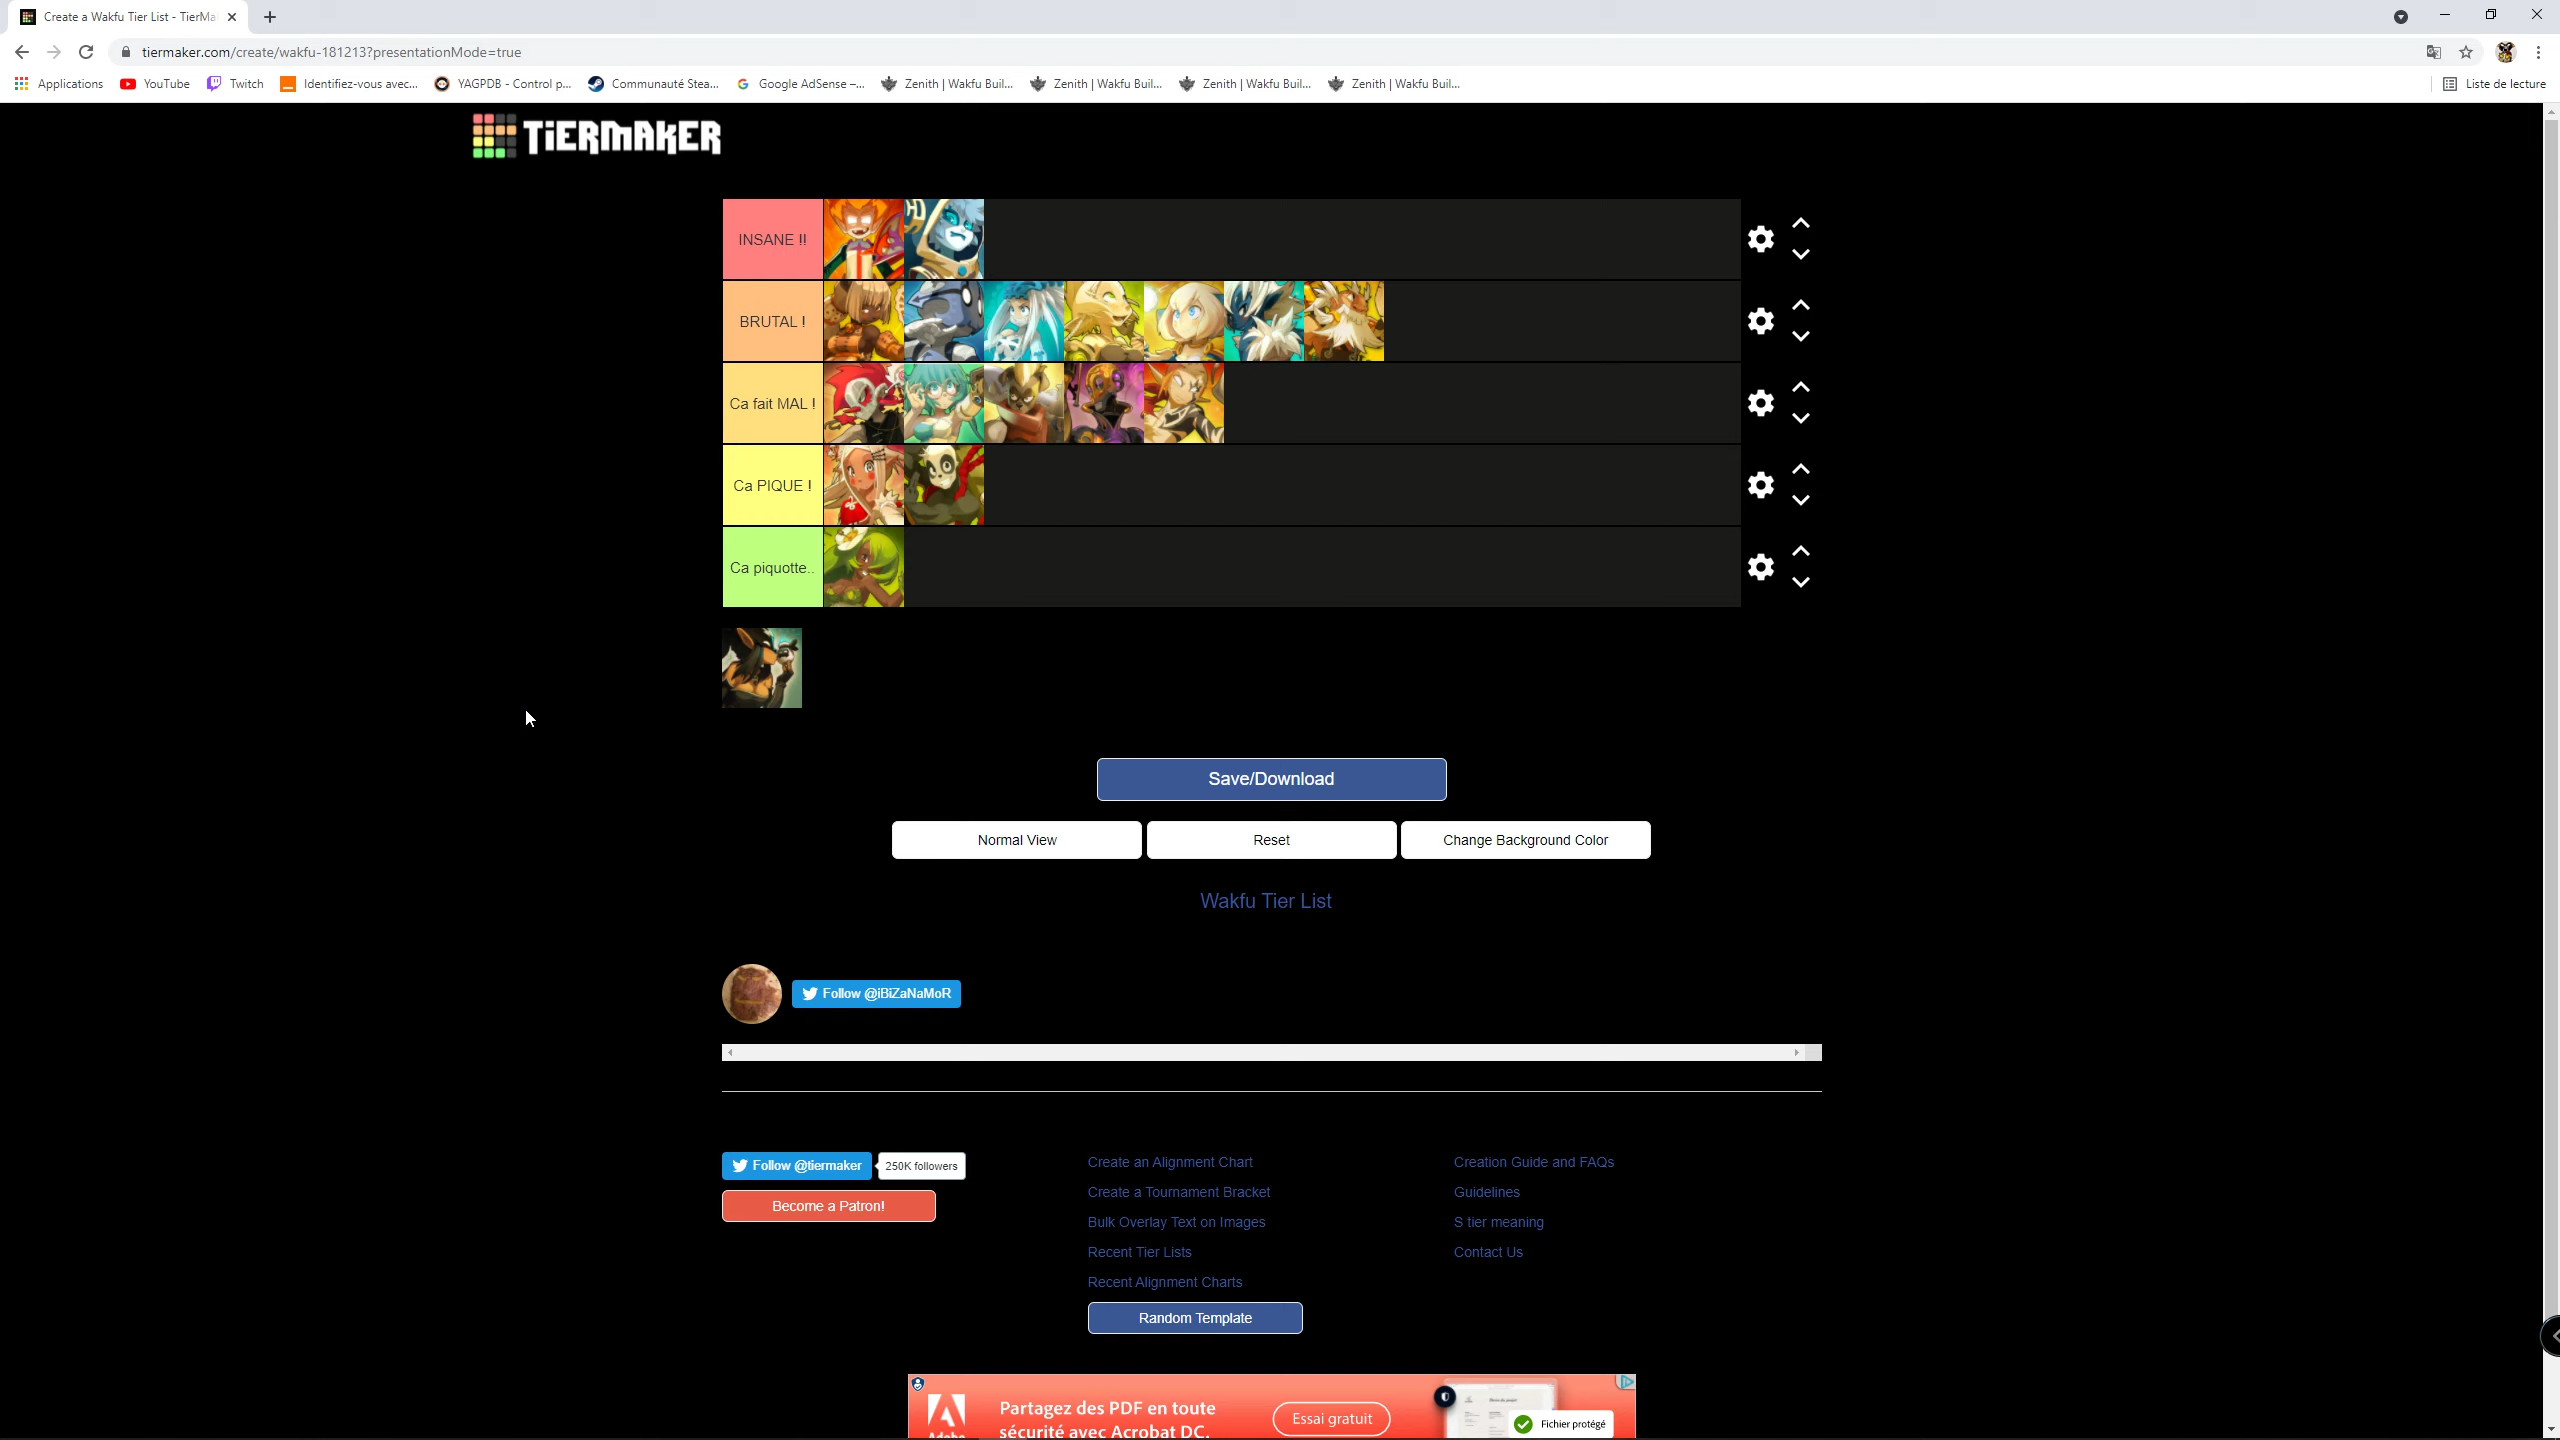 Create a Wakfu Tier List - TierMa
tiermaker.com/create/wakfu-181213?presentationMode=true
Applications YouTube Twitch Identifiez-vous avec... YAGPDB - Control p... Communauté Stea... Google AdSense –... Zenith | Wakfu Buil... Zenith | Wakfu Buil... Zenith | Wakfu Buil... Zenith | Wakfu Buil... Liste de lecture
TiERMAKER
INSANE !!
BRUTAL !
Ca fait MAL !
Ca PIQUE !
Ca piquotte..
Save/Download
Normal View Reset Change Background Color
Wakfu Tier List
Follow @iBiZaNaMoR
Follow @tiermaker 250K followers
Become a Patron!
Create an Alignment Chart
Create a Tournament Bracket
Bulk Overlay Text on Images
Recent Tier Lists
Recent Alignment Charts
Random Template
Creation Guide and FAQs
Guidelines
S tier meaning
Contact Us
Adobe
Partagez des PDF en toute
sécurité avec Acrobat DC.
Essai gratuit
Fichier protégé